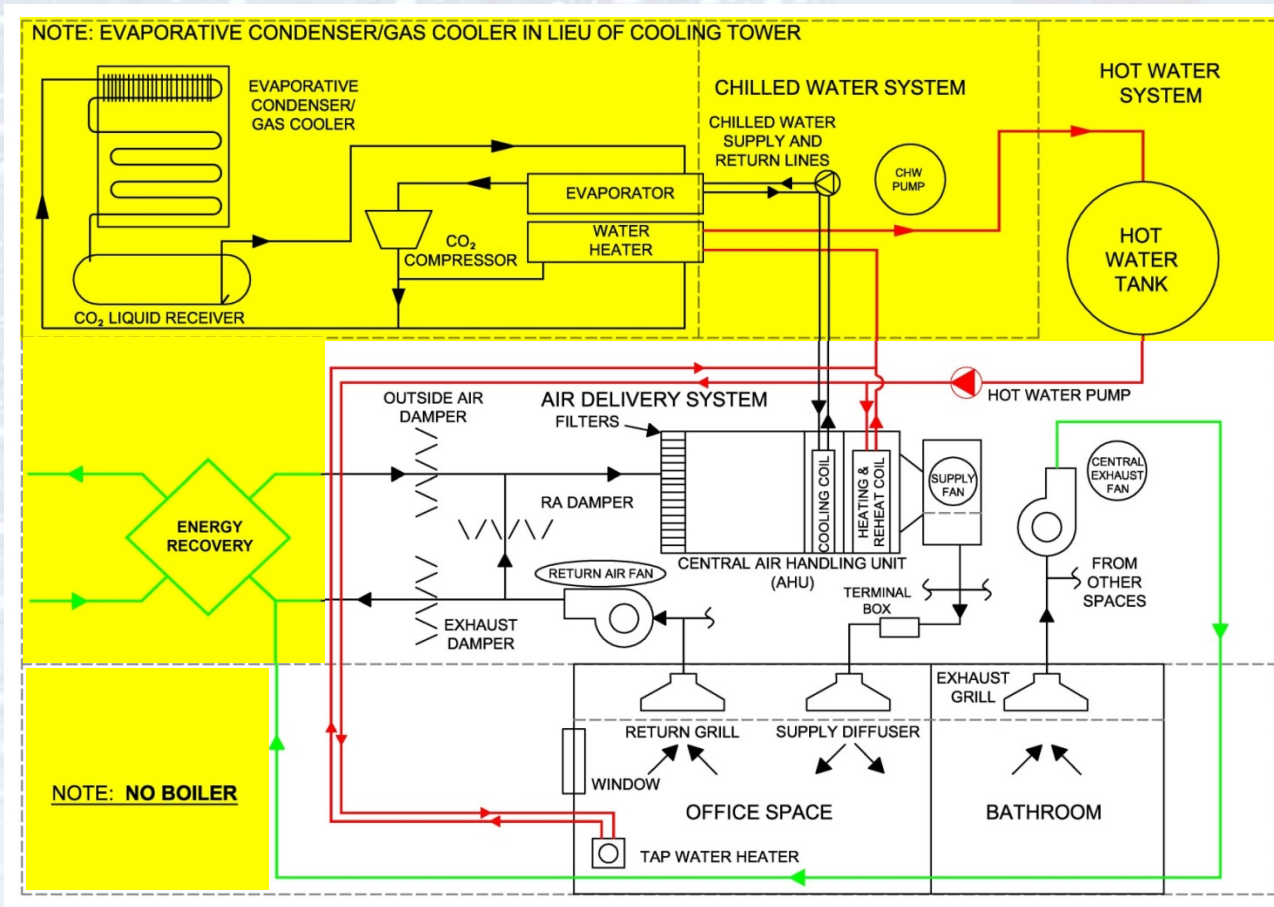 NOTE: EVAPORATIVE CONDENSER/GAS COOLER IN LIEU OF COOLING TOWER
EVAPORATIVE
CONDENSER/
GAS COOLER
CHILLED WATER SYSTEM
HOT WATER
SYSTEM
CHILLED WATER
SUPPLY AND
RETURN LINES
CHW
PUMP
EVAPORATOR
WATER
HEATER
CO₂
COMPRESSOR
HOT
WATER
TANK
CO₂ LIQUID RECEIVER
HOT WATER PUMP
OUTSIDE AIR
DAMPER
AIR DELIVERY SYSTEM
FILTERS
RA DAMPER
COOLING COIL
HEATING &
REHEAT COIL
SUPPLY
FAN
CENTRAL
EXHAUST
FAN
ENERGY
RECOVERY
CENTRAL AIR HANDLING UNIT
(AHU)
RETURN AIR FAN
FROM
OTHER
SPACES
TERMINAL
BOX
EXHAUST
DAMPER
EXHAUST
GRILL
RETURN GRILL
SUPPLY DIFFUSER
WINDOW
NOTE: NO BOILER
OFFICE SPACE
BATHROOM
TAP WATER HEATER